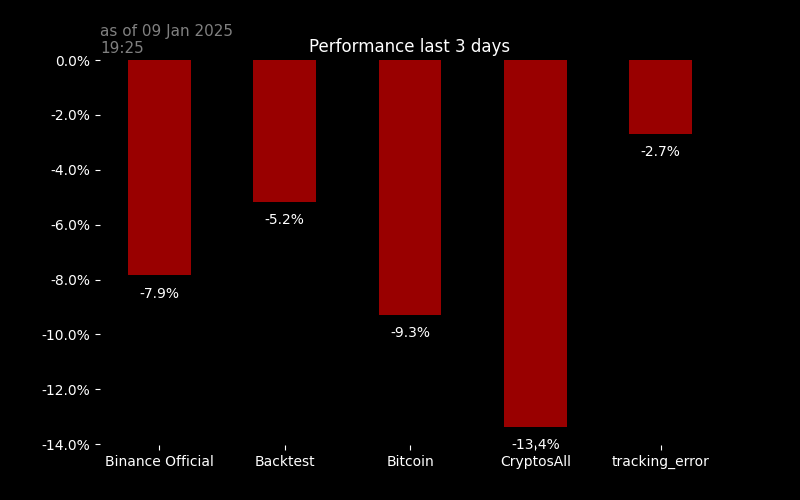 as of 09 Jan 2025
19:25
Performance last 3 days
0.0%
-2.0%
-4.0%
-6.0%
-8.0%
-10.0%
-12.0%
-14.0%
-7.9%
-5.2%
-9.3%
-13.4%
-2.7%
Binance Official
Backtest
Bitcoin
CryptosAll
tracking_error